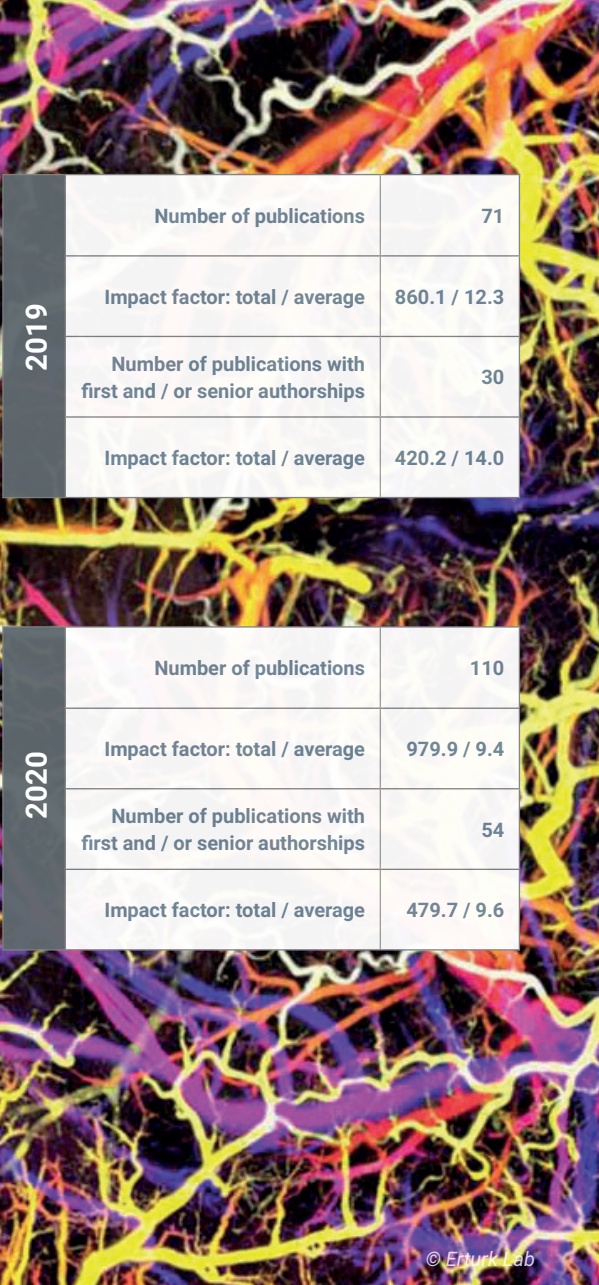 2019
Number of publications
71
Impact factor: total / average
860.1 / 12.3
Number of publications with
first and / or senior authorships
30
Impact factor: total / average
420.2 / 14.0
2020
Number of publications
110
Impact factor: total / average
979.9 / 9.4
Number of publications with
first and / or senior authorships
54
Impact factor: total / average
479.7 / 9.6
© Erturk Lab